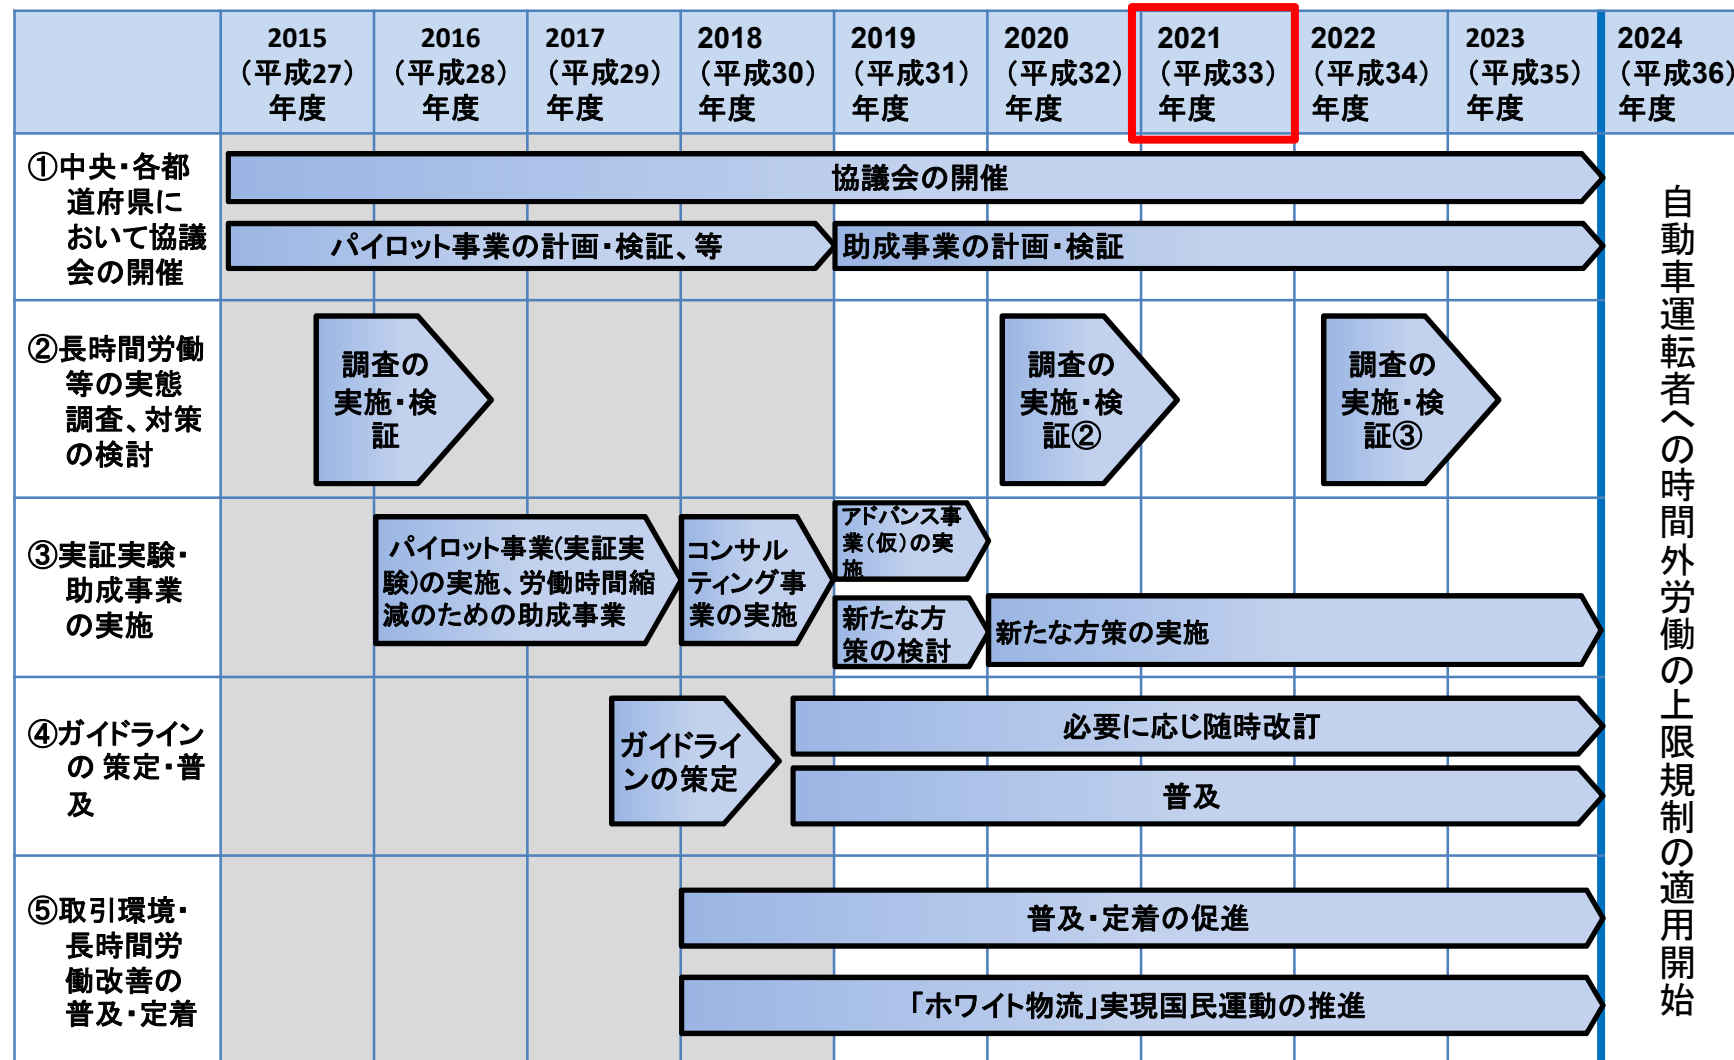 2015
（平成27）
年度
2016
（平成28）
年度
2017
（平成29）
年度
2018
（平成30）
年度
2019
（平成31）
年度
2020
（平成32）
年度
2021
（平成33）
年度
2022
（平成34）
年度
2023
（平成35）
年度
2024
（平成36）
年度
①中央・各都
道府県に
おいて協議
会の開催
協議会の開催
パイロット事業の計画・検証、等
助成事業の計画・検証
②長時間労働
等の実態
調査、対策
の検討
調査の
実施・検
証
調査の
実施・検
証②
調査の
実施・検
証③
③実証実験・
助成事業
の実施
パイロット事業(実証実
験)の実施、労働時間縮
減のための助成事業
コンサル
ティング事
業の実施
アドバンス事
業（仮）の実
施
新たな方
策の検討
新たな方策の実施
④ガイドライン
の 策定・普
及
ガイドライ
ンの策定
必要に応じ随時改訂
普及
⑤取引環境・
長時間労
働改善の
普及・定着
普及・定着の促進
「ホワイト物流」実現国民運動の推進
自動車運転者への時間外労働の上限規制の適用開始